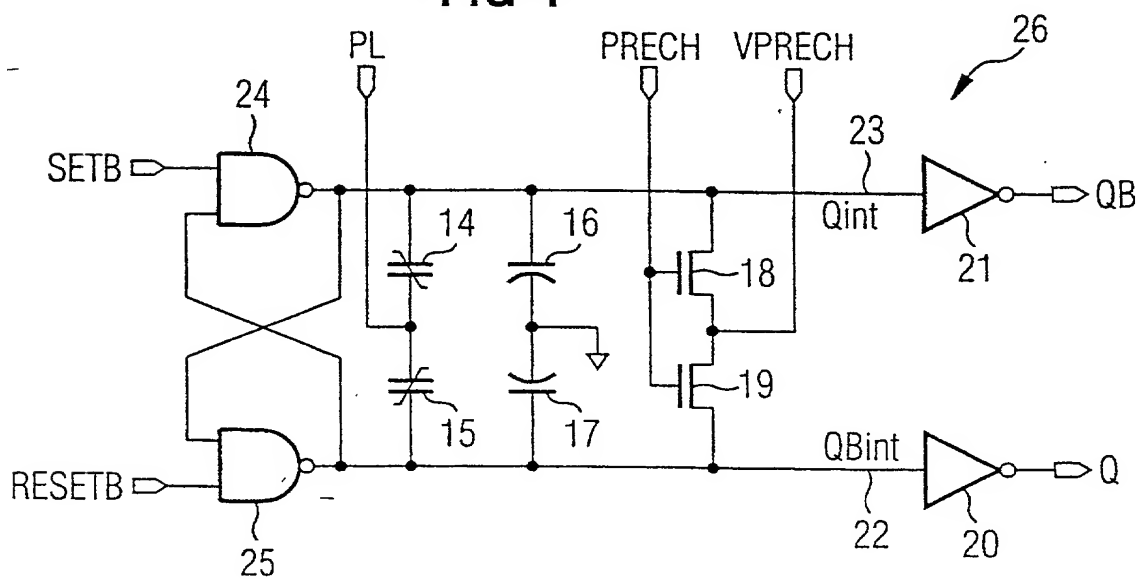 PL
PRECH
VPRECH
26
24
23
SETB
QB
Qint
14
16
18
21
19
15
17
QBint
RESETB
Q
25
22
20